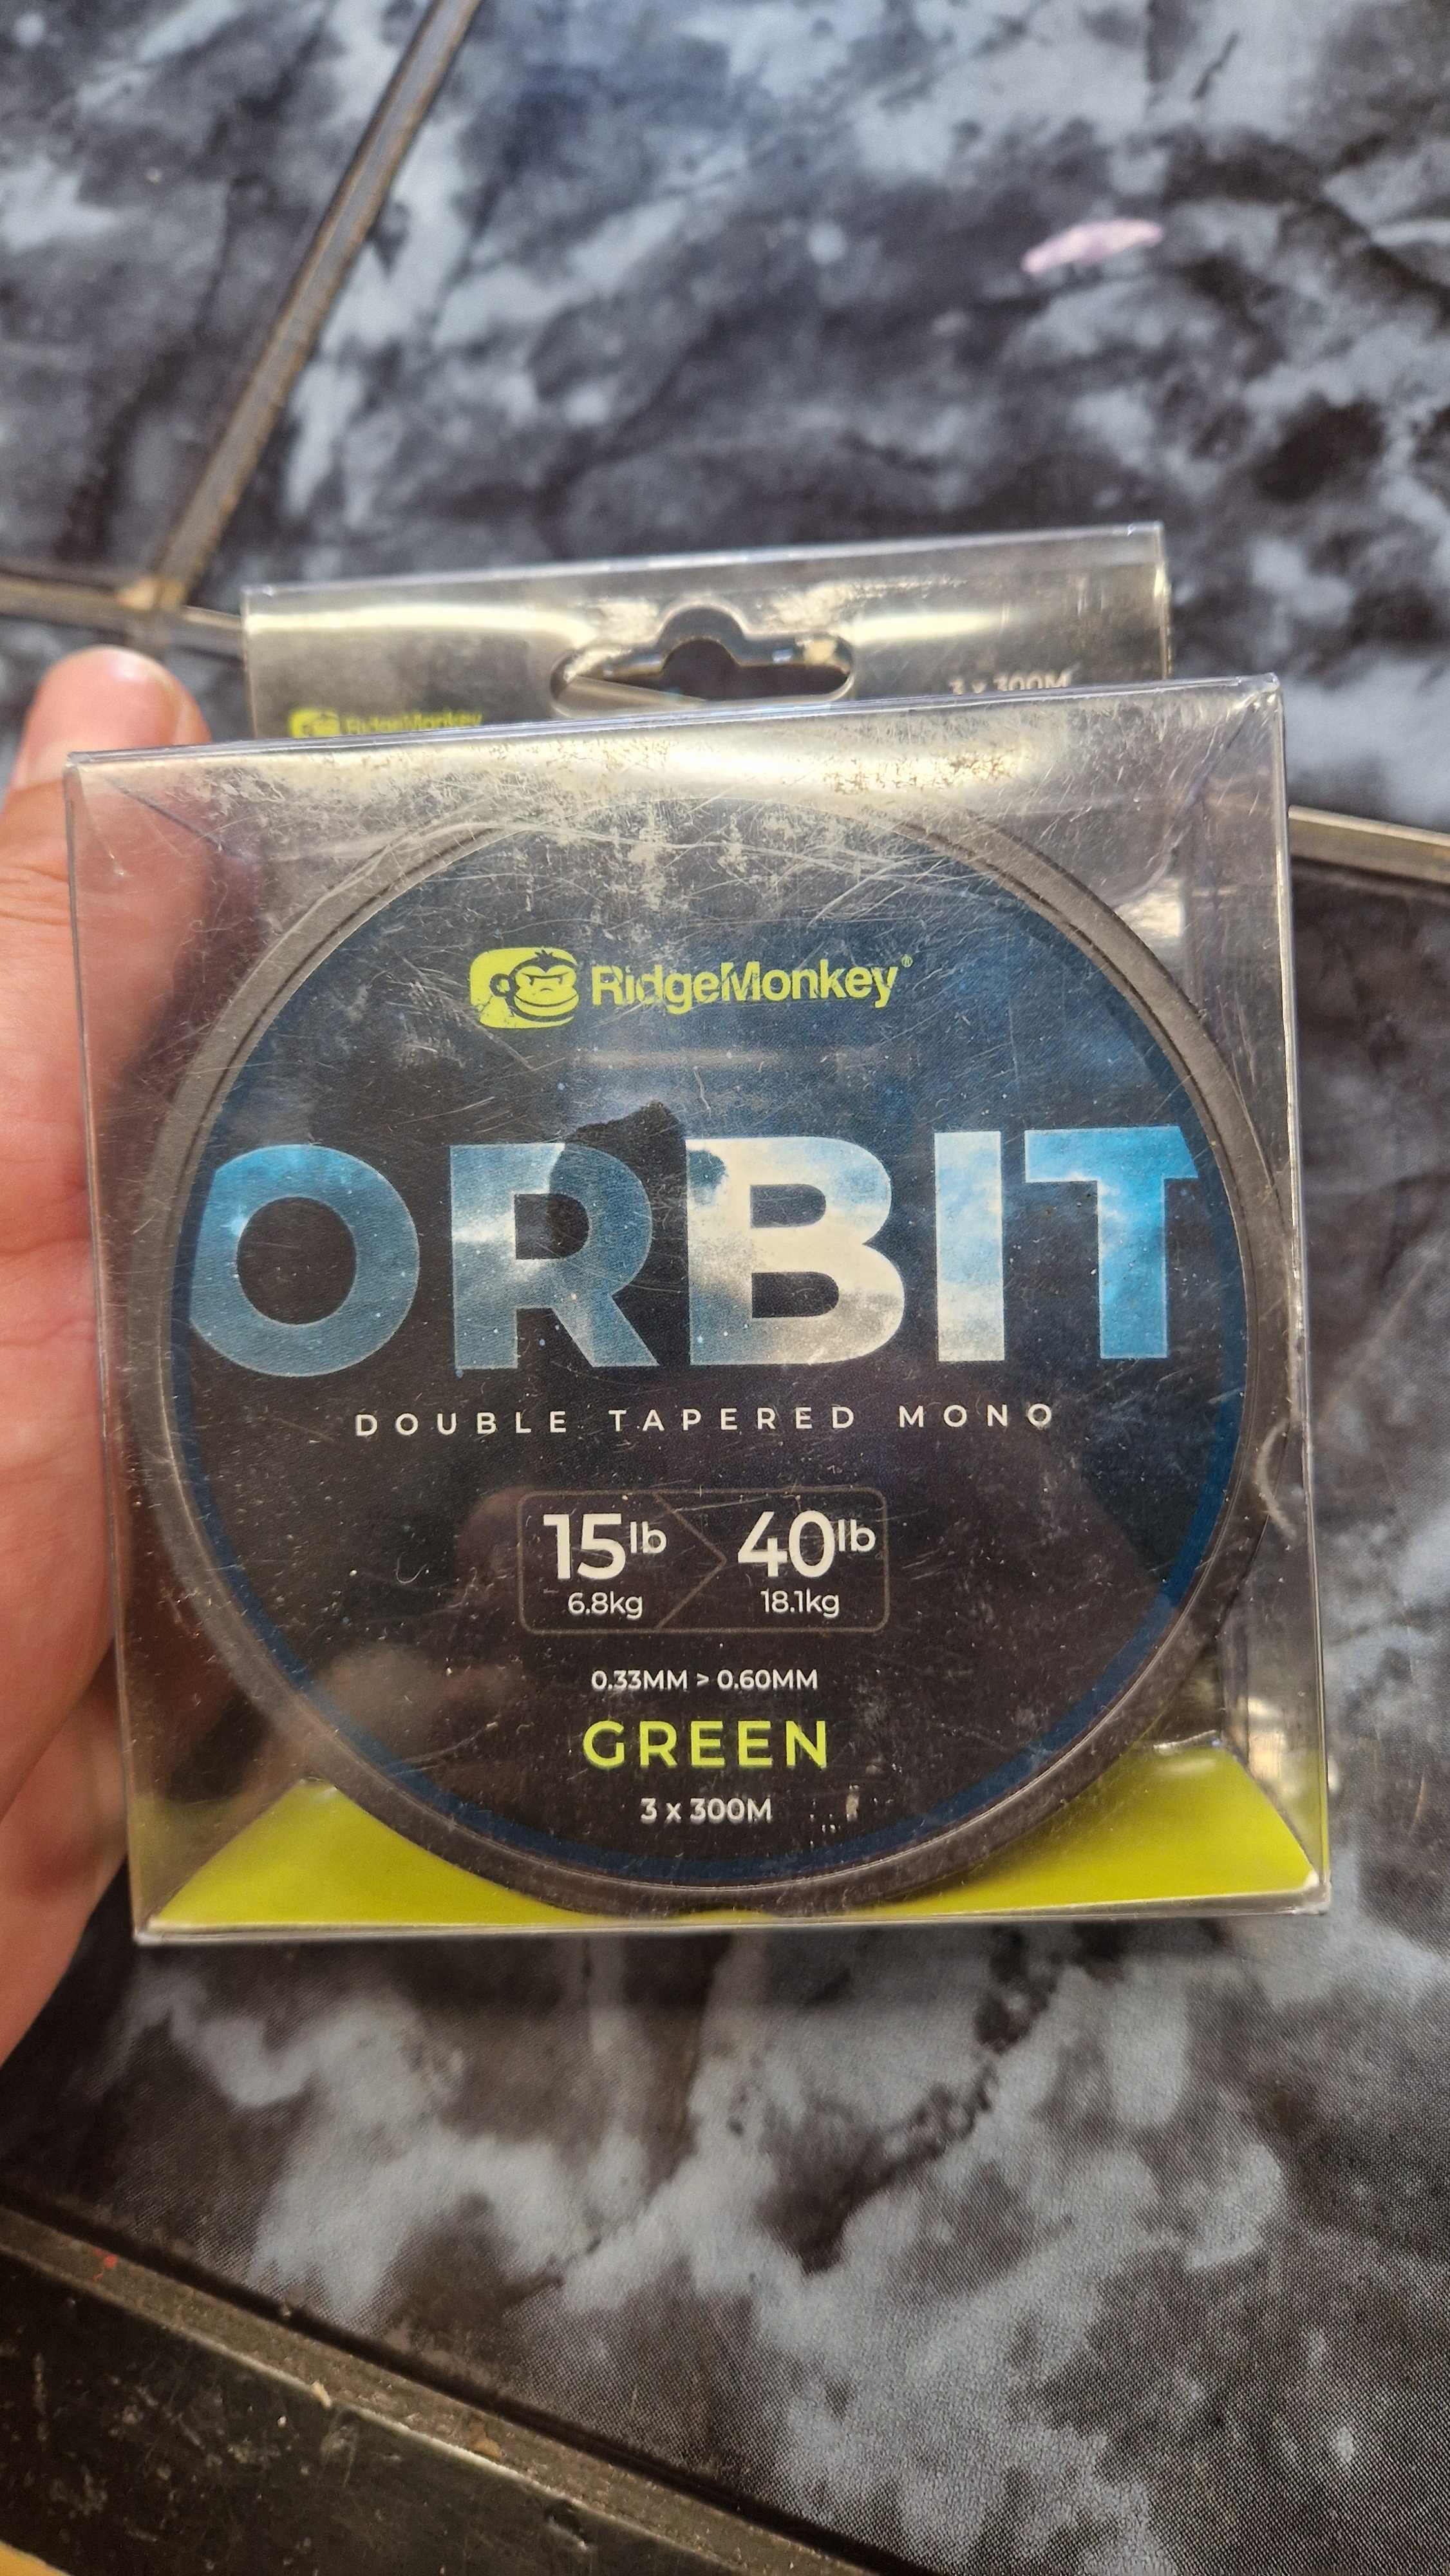 3 x 300M
RidgeMonkey
RidgeMonkey®
ORBIT
DOUBLE TAPERED MONO
15lb 40lb
6.8kg 18.1kg
0.33MM > 0.60MM
GREEN
3 x 300M